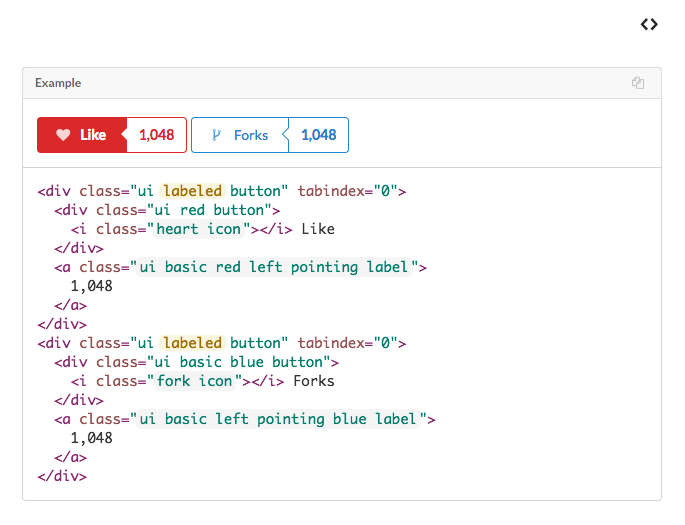 <>
Example
Like 1,048 Forks 1,048
<div class="ui labeled button" tabindex="0">
  <div class="ui red button">
    <i class="heart icon"></i> Like
  </div>
  <a class="ui basic red left pointing label">
    1,048
  </a>
</div>
<div class="ui labeled button" tabindex="0">
  <div class="ui basic blue button">
    <i class="fork icon"></i> Forks
  </div>
  <a class="ui basic left pointing blue label">
    1,048
  </a>
</div>